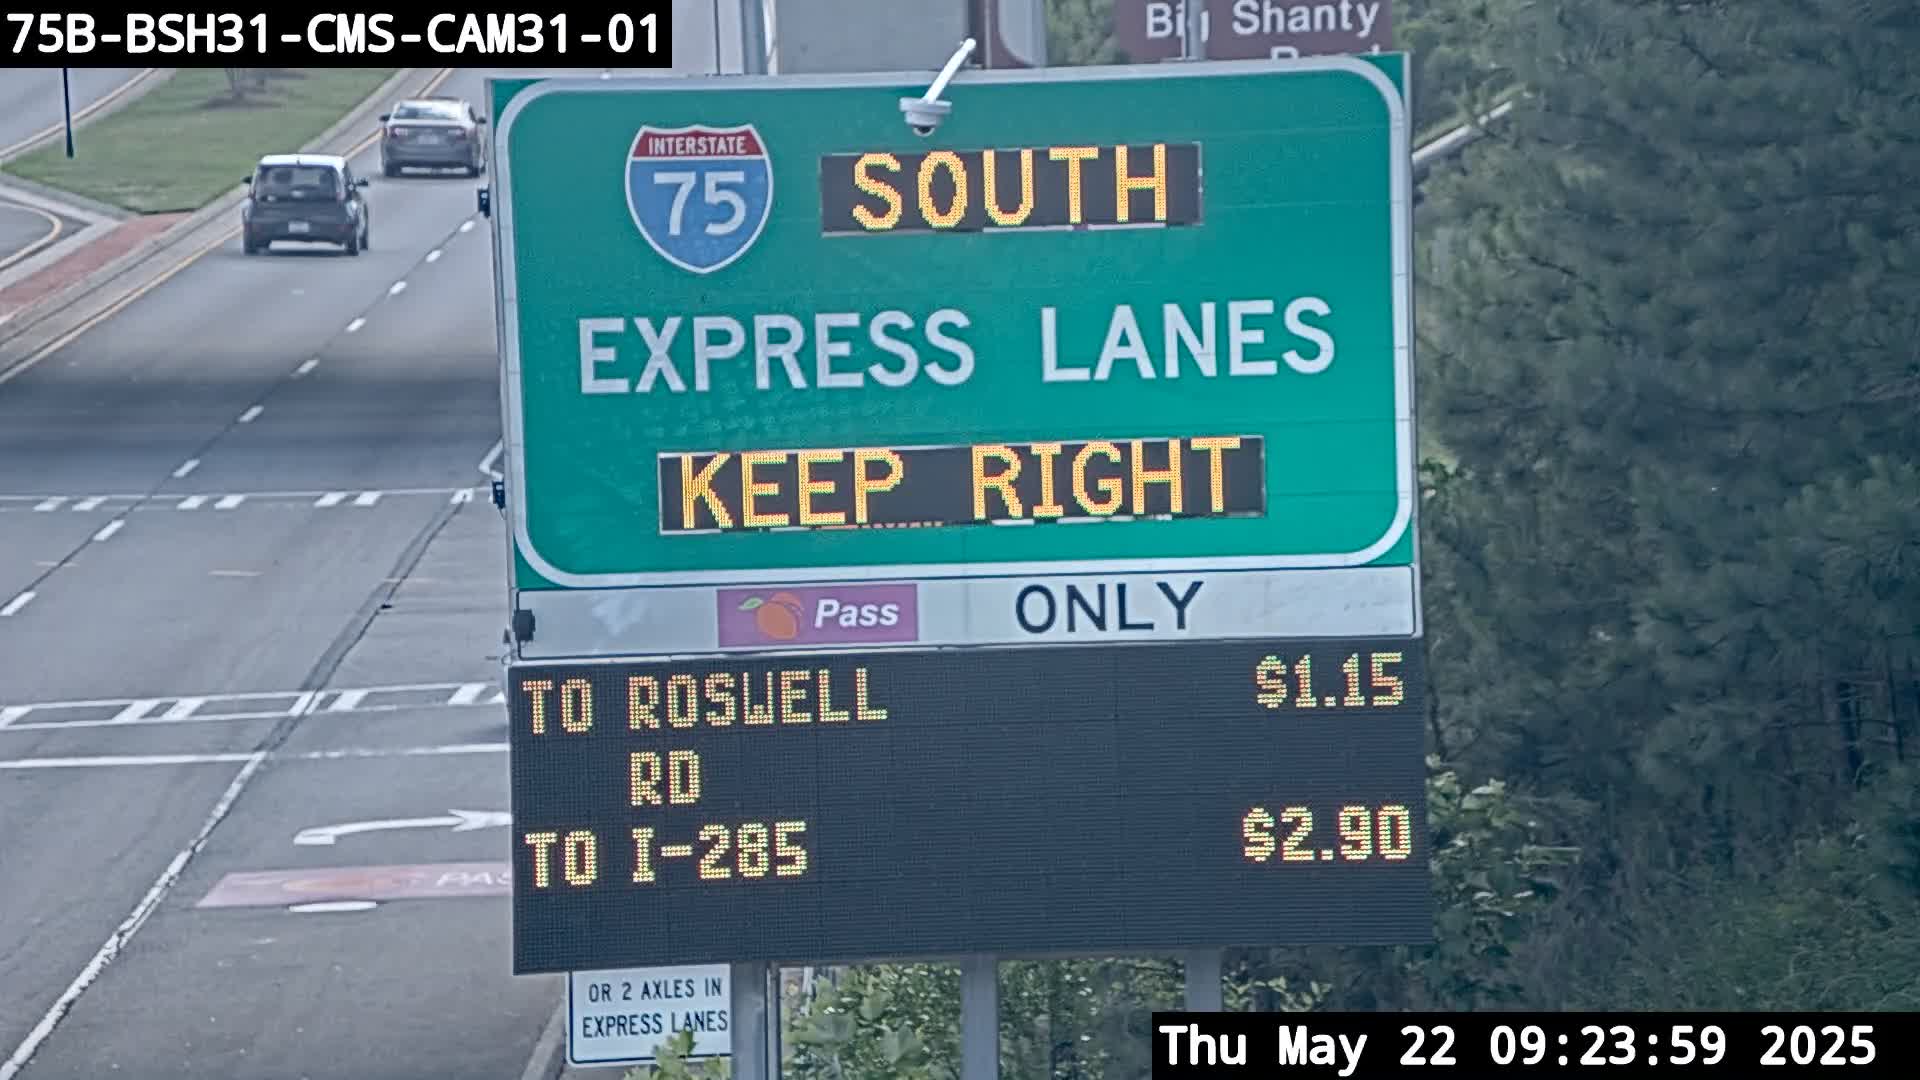 75B-BSH31-CMS-CAM31-01
Big Shanty
Road
INTERSTATE
75
SOUTH
EXPRESS LANES
KEEP RIGHT
Pass
ONLY
TO ROSWELL $1.15
RD
TO I-285 $2.90
OR 2 AXLES IN
EXPRESS LANES
Thu May 22 09:23:59 2025